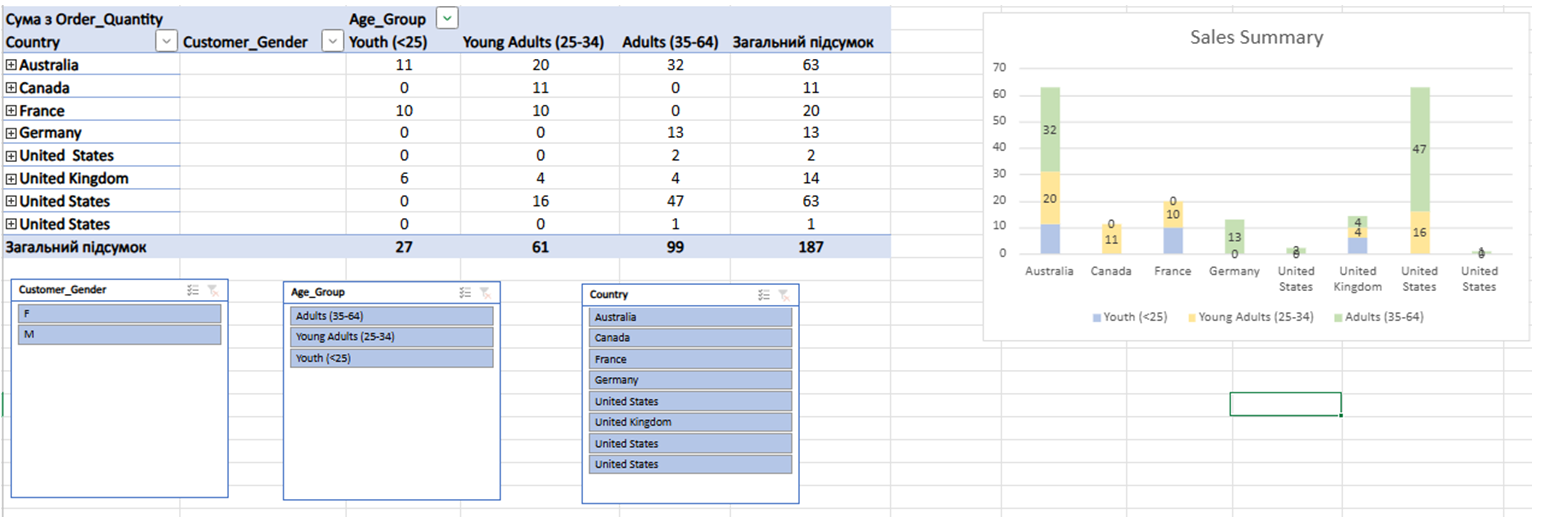 Сума з Order_Quantity Age_Group
Country Customer_Gender Youth (<25) Young Adults (25-34) Adults (35-64) Загальний підсумок
Australia 11 20 32 63
Canada 0 11 0 11
France 10 10 0 20
Germany 0 0 13 13
United  States 0 0 2 2
United Kingdom 6 4 4 14
United States 0 16 47 63
United States 0 0 1 1
Загальний підсумок 27 61 99 187
Customer_Gender
F
M
Age_Group
Adults (35-64)
Young Adults (25-34)
Youth (<25)
Country
Australia
Canada
France
Germany
United States
United Kingdom
United States
United States
Sales Summary
70
60
50
40
30
20
10
0
32
20
0
11
0
10
13
0
4
4
47
16
Australia Canada France Germany United States United Kingdom United States United States
Youth (<25) Young Adults (25-34) Adults (35-64)